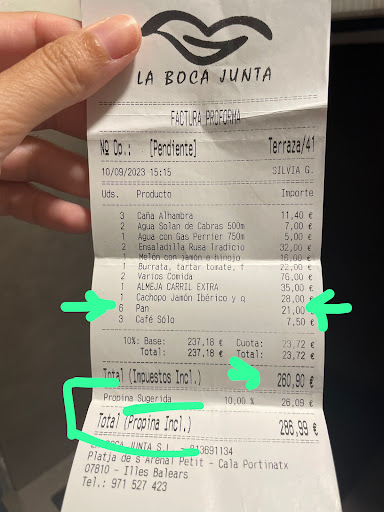 LA BOCA JUNTA
FACTURA PROFORMA
Nº Op.: [Pendiente] Terraza/41
10/09/2023 15:15 SILVIA G.
Uds. Producto Importe
3 Caña Alhambra 11,40 €
2 Agua Solan de Cabras 500m 7,00 €
1 Agua con Gas Perrier 750m 5,00 €
2 Ensaladilla Rusa Tradicio 32,00 €
1 Melón con jamón e hinojo 16,00 €
1 Burrata, tartar tomate, f 22,00 €
2 Varios Comida 76,00 €
1 ALMEJA CARRIL EXTRA 35,00 €
1 Cachopo Jamón Ibérico y q 28,00 €
6 Pan 21,00 €
3 Café Sólo 7,50 €
10%: Base: 237,18 € Cuota: 23,72 €
Total: 237,18 € Total: 23,72 €
Total (Impuestos Incl.) 260,90 €
Propina Sugerida 10,00 % 26,09 €
Total (Propina Incl.) 286,99 €
BOCA JUNTA S.L.
Platja de s'Arenal Petit - Cala Portinatx
07810 - Illes Balears
Tel.: 971 527 423